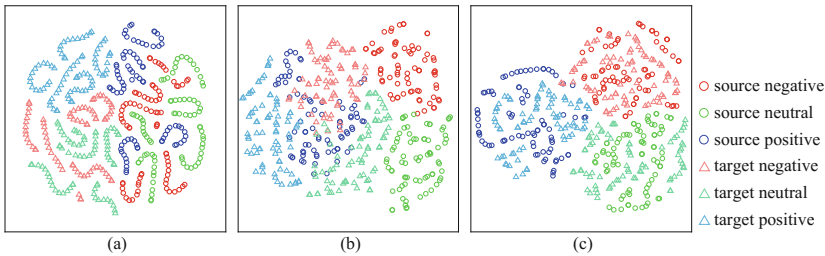 source negative
source neutral
source positive
target negative
target neutral
target positive
(a)
(b)
(c)